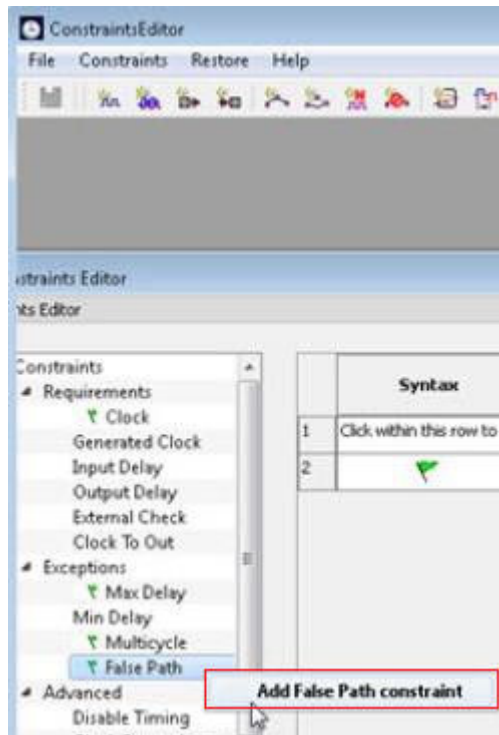 ConstraintsEditor
File Constraints Restore Help
straints Editor
nts Editor
Constraints
Requirements
Clock
Generated Clock
Input Delay
Output Delay
External Check
Clock To Out
Exceptions
Max Delay
Min Delay
Multicycle
False Path
Advanced
Disable Timing
Syntax
1 Click within this row to
2
Add False Path constraint